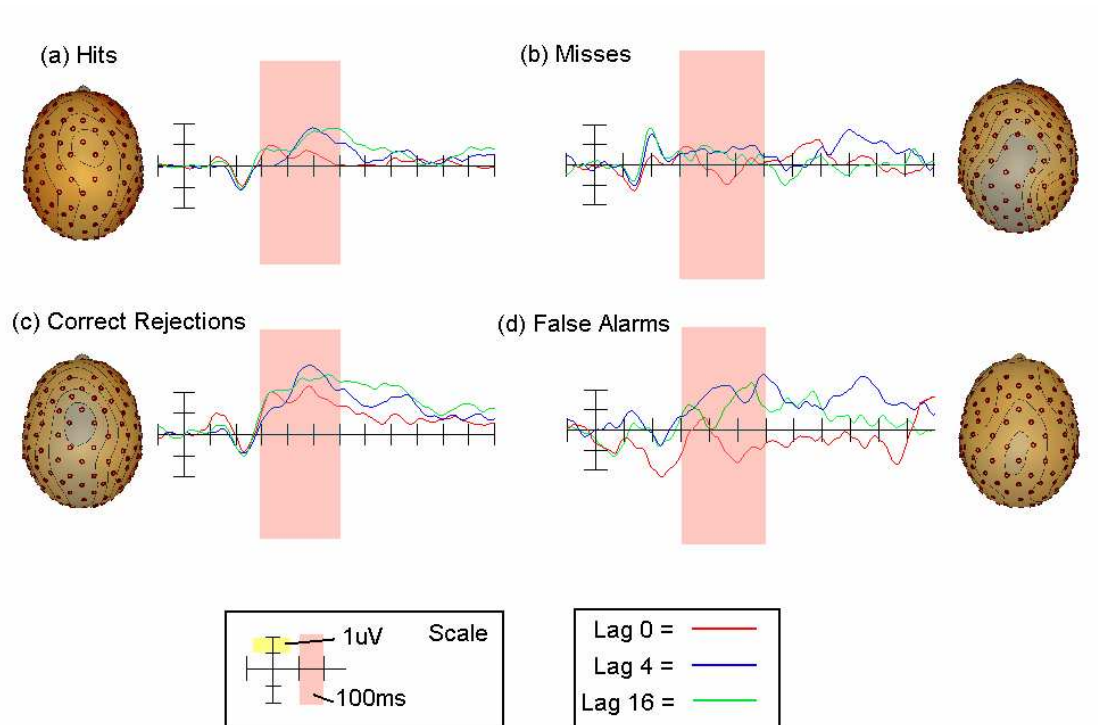 (a) Hits
(b) Misses
(c) Correct Rejections
(d) False Alarms
1uV
Scale
100ms
Lag 0 =
Lag 4 =
Lag 16 =